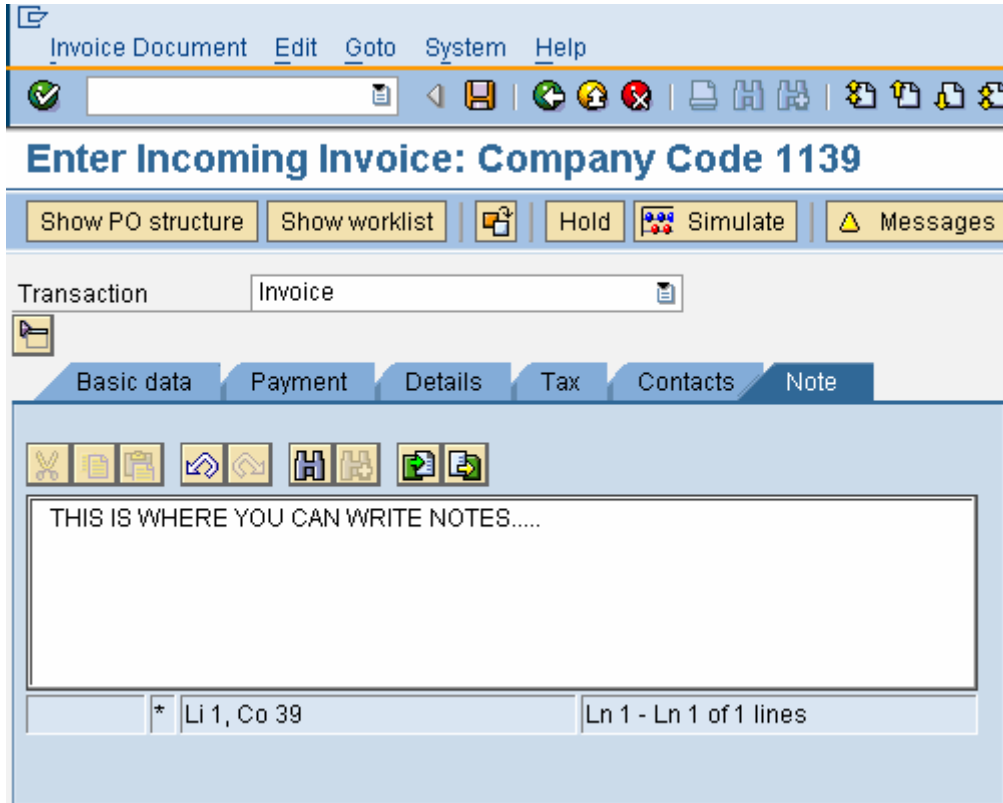 Invoice Document Edit Goto System Help
Enter Incoming Invoice: Company Code 1139
Show PO structure Show worklist Hold Simulate Messages
Transaction Invoice
Basic data Payment Details Tax Contacts Note
THIS IS WHERE YOU CAN WRITE NOTES.....
* Li 1, Co 39 Ln 1 - Ln 1 of 1 lines